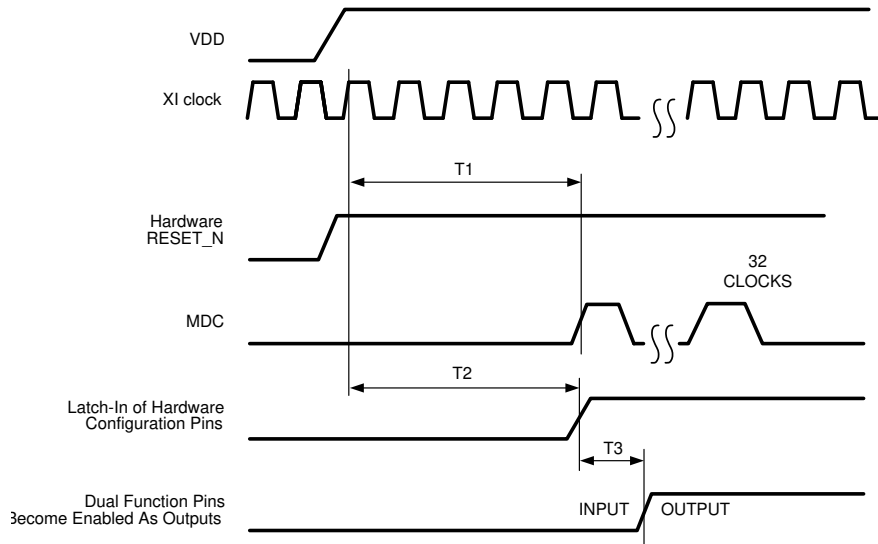 VDD
XI clock
T1
Hardware
RESET_N
32
CLOCKS
MDC
T2
Latch-In of Hardware
Configuration Pins
T3
Dual Function Pins
Become Enabled As Outputs
INPUT
OUTPUT